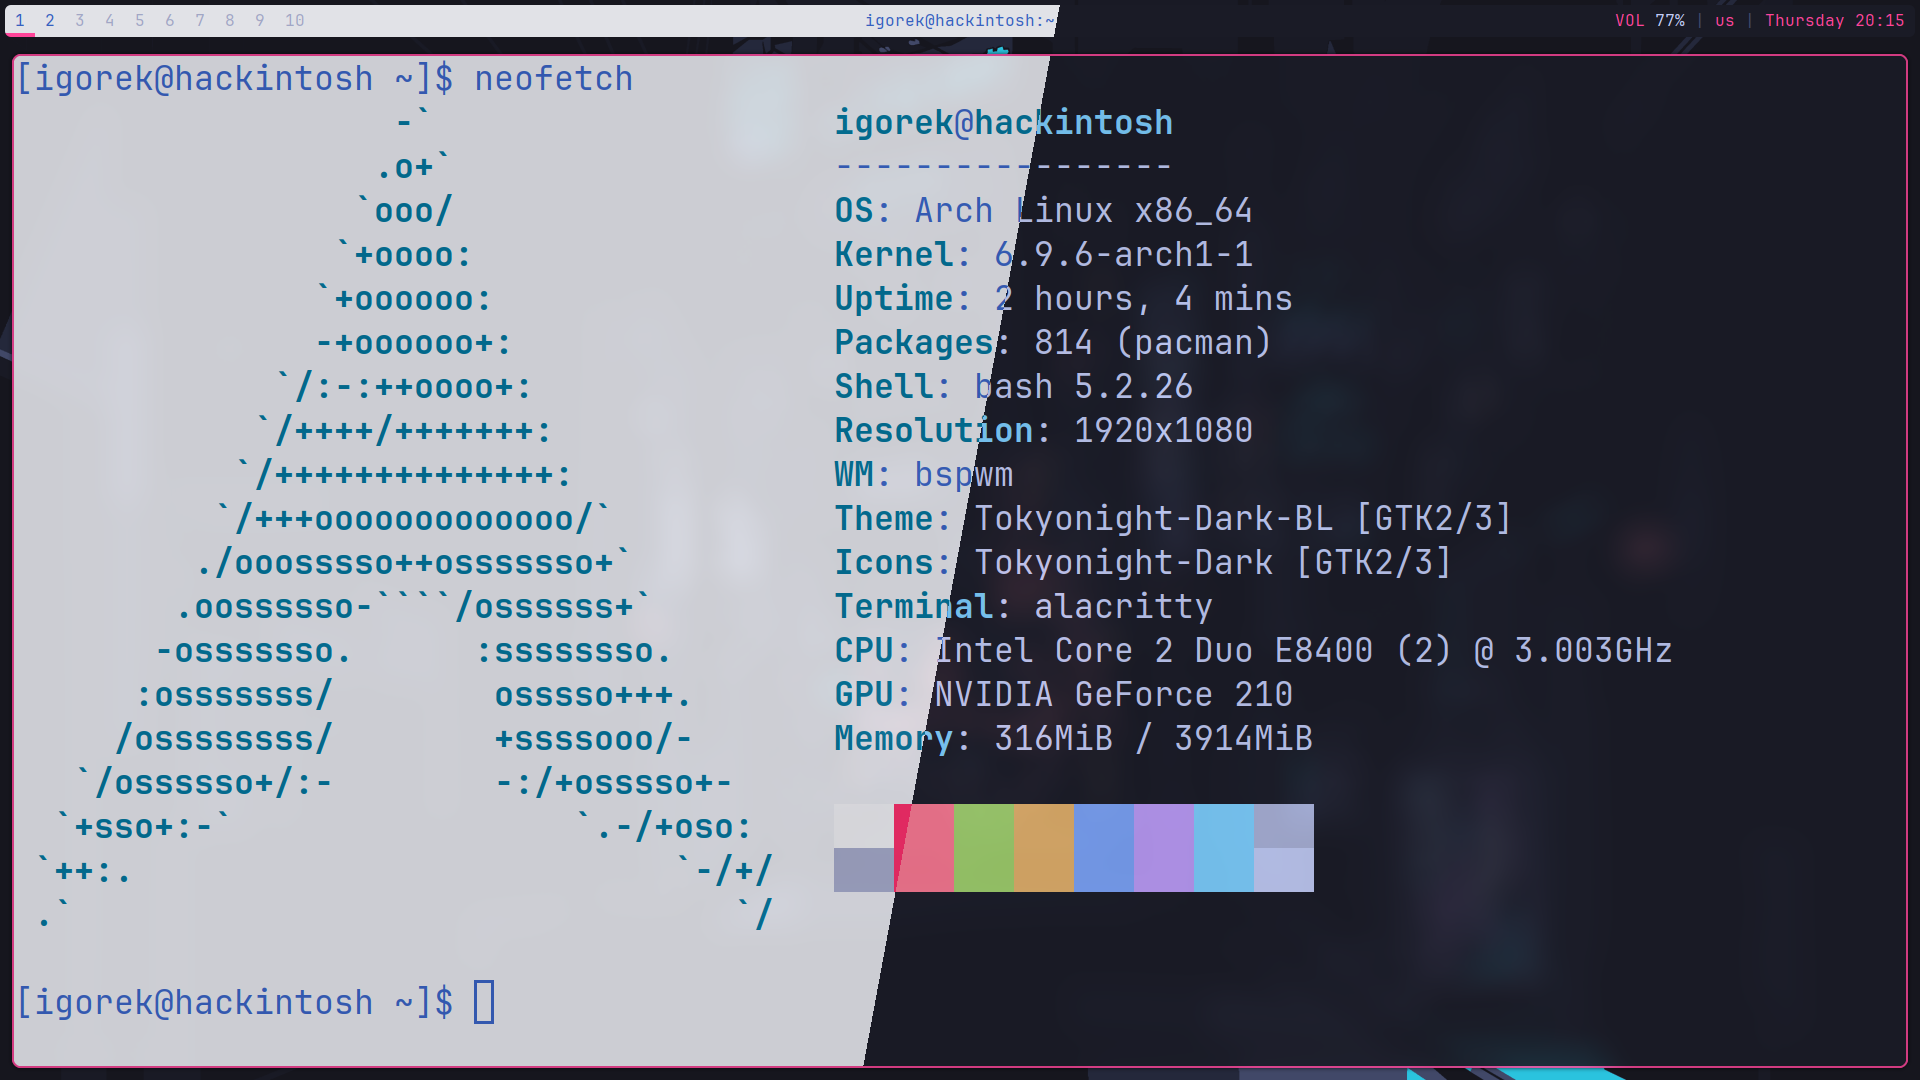 1 2 3 4 5 6 7 8 9 10 igorek@hackintosh:~ VOL 77% | us | Thursday 20:15
[igorek@hackintosh ~]$ neofetch
-` igorek@hackintosh
.o+` -----------------
`ooo/ OS: Arch Linux x86_64
`+oooo: Kernel: 6.9.6-arch1-1
`+oooooo: Uptime: 2 hours, 4 mins
-+oooooo+: Packages: 814 (pacman)
`/:-:++oooo+: Shell: bash 5.2.26
`/++++/+++++++: Resolution: 1920x1080
`/++++++++++++++: WM: bspwm
`/+++ooooooooooooo/` Theme: Tokyonight-Dark-BL [GTK2/3]
./ooosssso++osssssso+` Icons: Tokyonight-Dark [GTK2/3]
.oossssso-````/ossssss+` Terminal: alacritty
-osssssso. :ssssssso. CPU: Intel Core 2 Duo E8400 (2) @ 3.003GHz
:osssssss/ osssso+++. GPU: NVIDIA GeForce 210
/ossssssss/ +ssssooo/- Memory: 316MiB / 3914MiB
`/ossssso+/:- -:/+osssso+-
`+sso+:-` `.-/+oso:
`++:. `-/+/
.` `/
[igorek@hackintosh ~]$